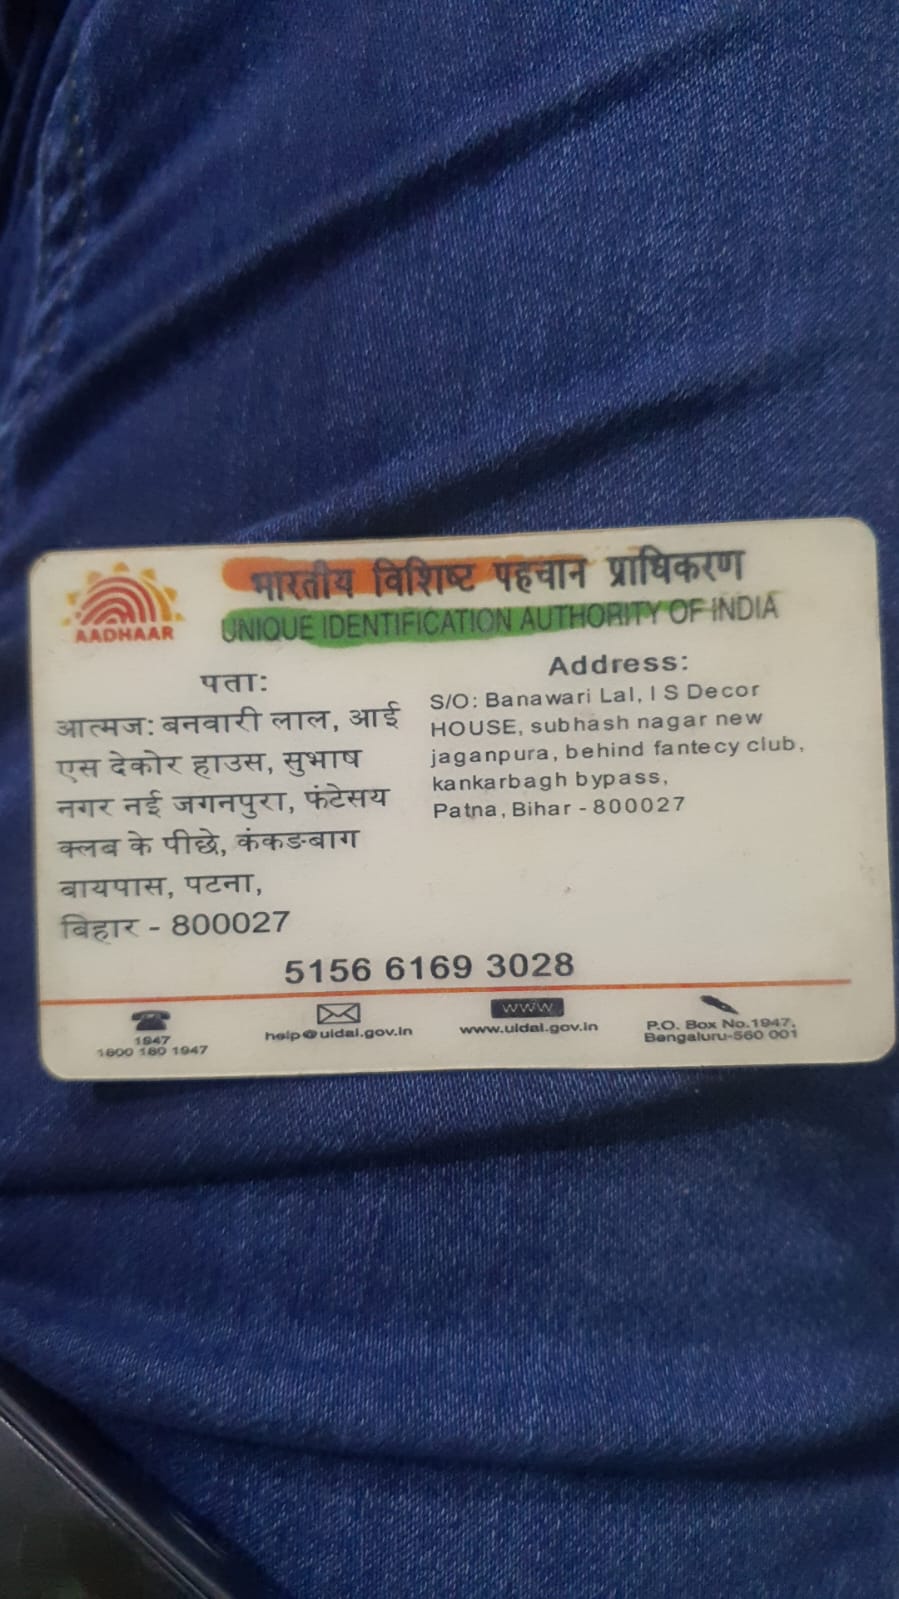 AADHAAR
भारतीय विशिष्ट पहचान प्राधिकरण
UNIQUE IDENTIFICATION AUTHORITY OF INDIA
पता:
आत्मज: बनवारी लाल, आई
एस देकोर हाउस, सुभाष
नगर नई जगनपुरा, फंटेसय
क्लब के पीछे, कंकङबाग
बायपास, पटना,
बिहार - 800027
Address:
S/O: Banawari Lal, I S Decor
HOUSE, subhash nagar new
jaganpura, behind fantecy club,
kankarbagh bypass,
Patna, Bihar - 800027
5156 6169 3028
1947
1800 180 1947
help@uidai.gov.in
www
www.uidai.gov.in
P.O. Box No.1947,
Bengaluru-560 001